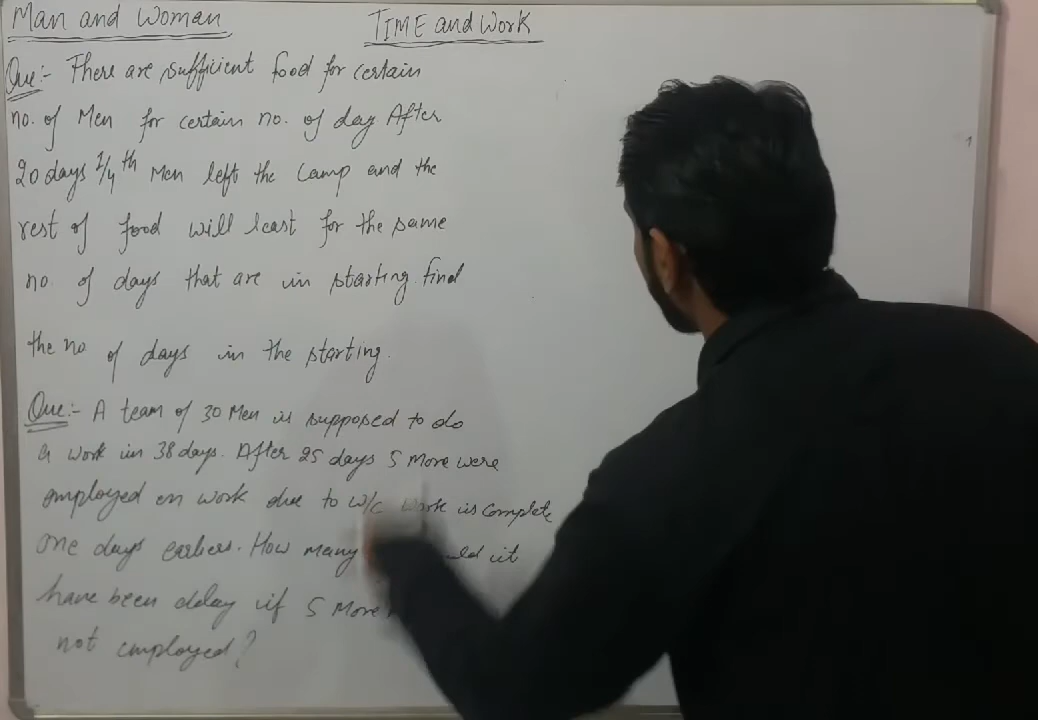 Man and Woman
TIME and Work
Que:- There are sufficient food for certain
no. of Men for certain no. of day After
20 days 1/4th Men left the camp and the
rest of food will least for the same
no. of days that are in starting. find
the no of days in the starting.
Que:- A team of 30 Men is supposed to do
a work in 38 days. After 25 days 5 More were
employed on work due to w/c work is complete
one days earliers. How many it
have been delay if 5 More
not employed?